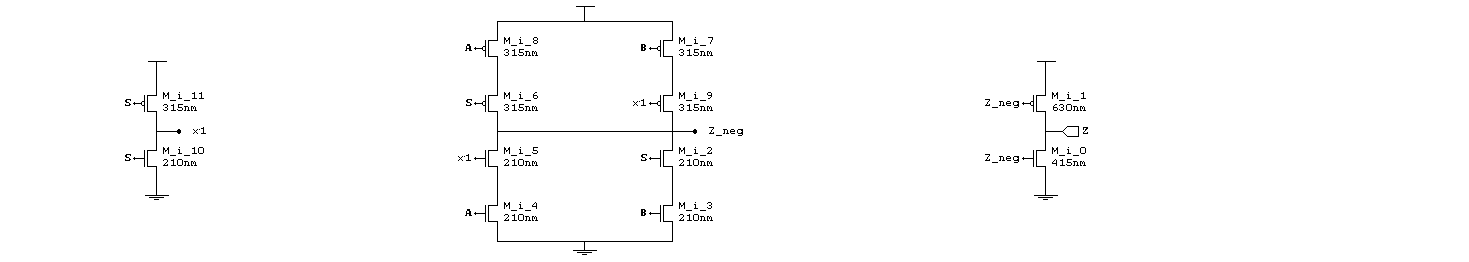 S
M_i_11
315nm
x1
S
M_i_10
210nm
A
M_i_8
315nm
B
M_i_7
315nm
S
M_i_6
315nm
x1
M_i_9
315nm
Z_neg
x1
M_i_5
210nm
S
M_i_2
210nm
A
M_i_4
210nm
B
M_i_3
210nm
Z_neg
M_i_1
630nm
Z
Z_neg
M_i_0
415nm